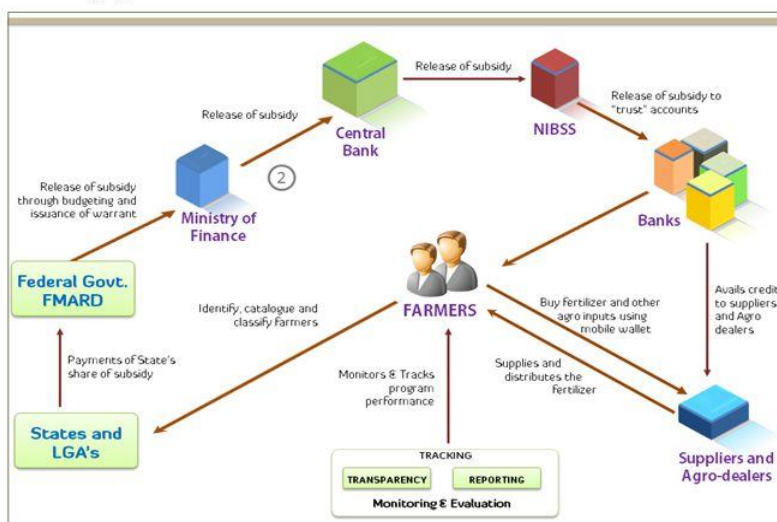 Release of subsidy
Central
Bank
NIBSS
Release of subsidy to
"trust" accounts
Release of subsidy
2
Release of subsidy
through budgeting and
issuance of warrant
Ministry of
Finance
Banks
Federal Govt.
FMARD
Identify, catalogue and
classify farmers
FARMERS
Buy fertilizer and other
agro inputs using
mobile wallet
Avails credit
to suppliers
and Agro
dealers
Payments of State's
share of subsidy
Monitors & Tracks
program
performance
Supplies and
distributes the
fertilizer
States and
LGA's
Suppliers and
Agro-dealers
TRACKING
TRANSPARENCY
REPORTING
Monitoring & Evaluation